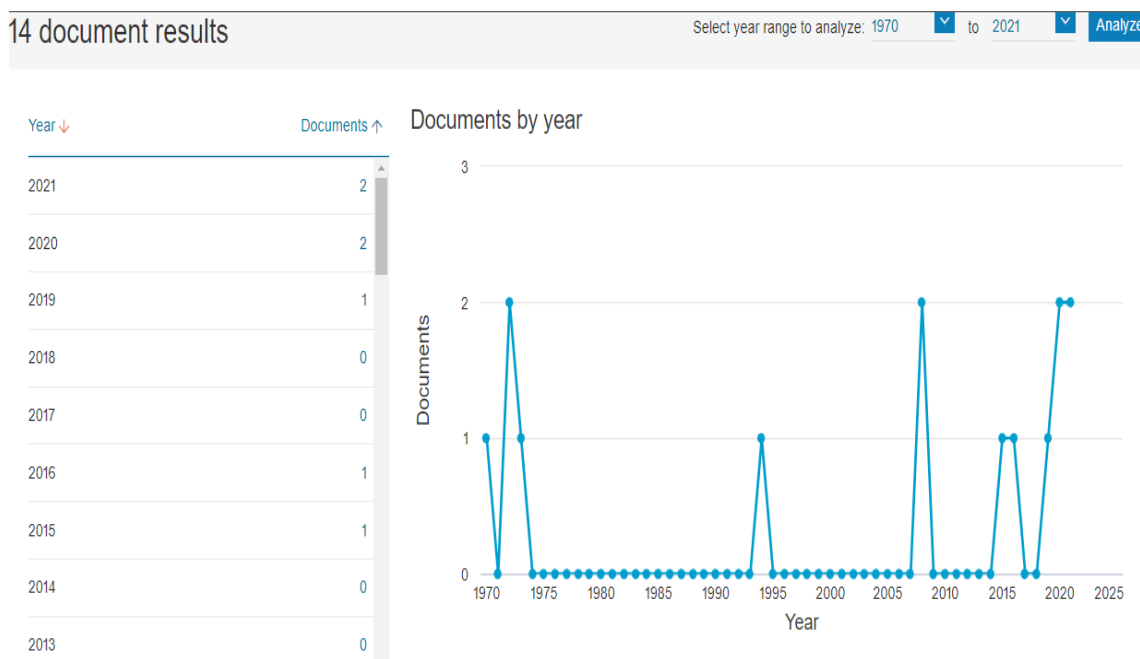 14 document results
Select year range to analyze: 1970 to 2021 Analyze
Year Documents
2021 2
2020 2
2019 1
2018 0
2017 0
2016 1
2015 1
2014 0
2013 0
Documents by year
3
2
1
0
Documents
1970 1975 1980 1985 1990 1995 2000 2005 2010 2015 2020 2025
Year